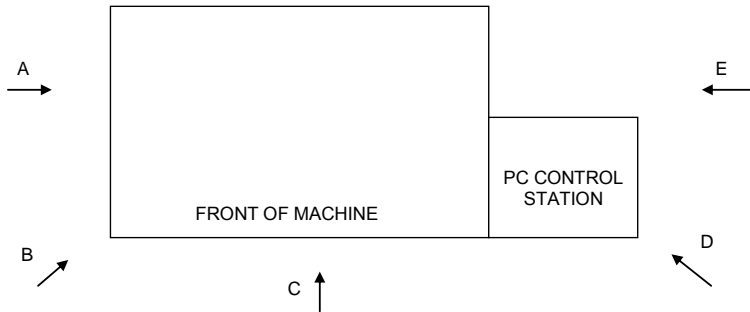 A
E
PC CONTROL
STATION
FRONT OF MACHINE
B
D
C